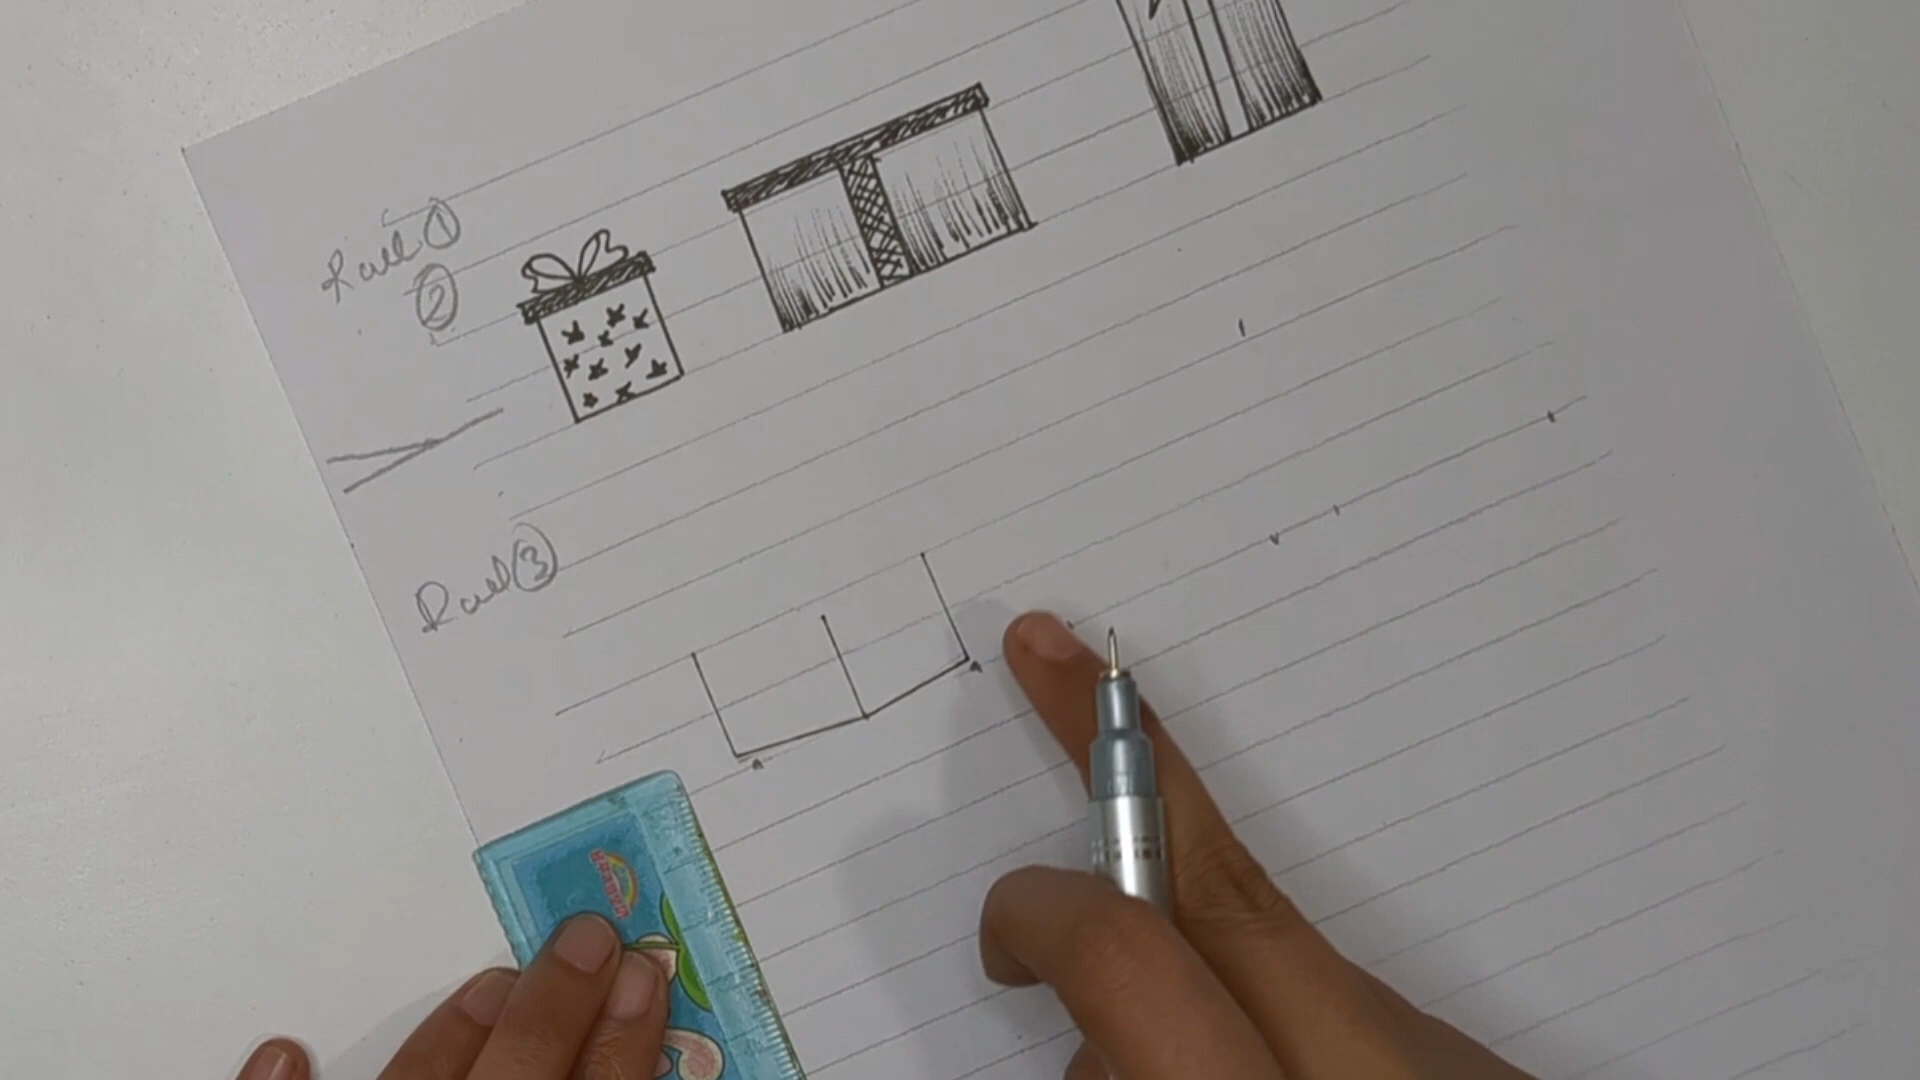 Rule ①
②
Rule ③